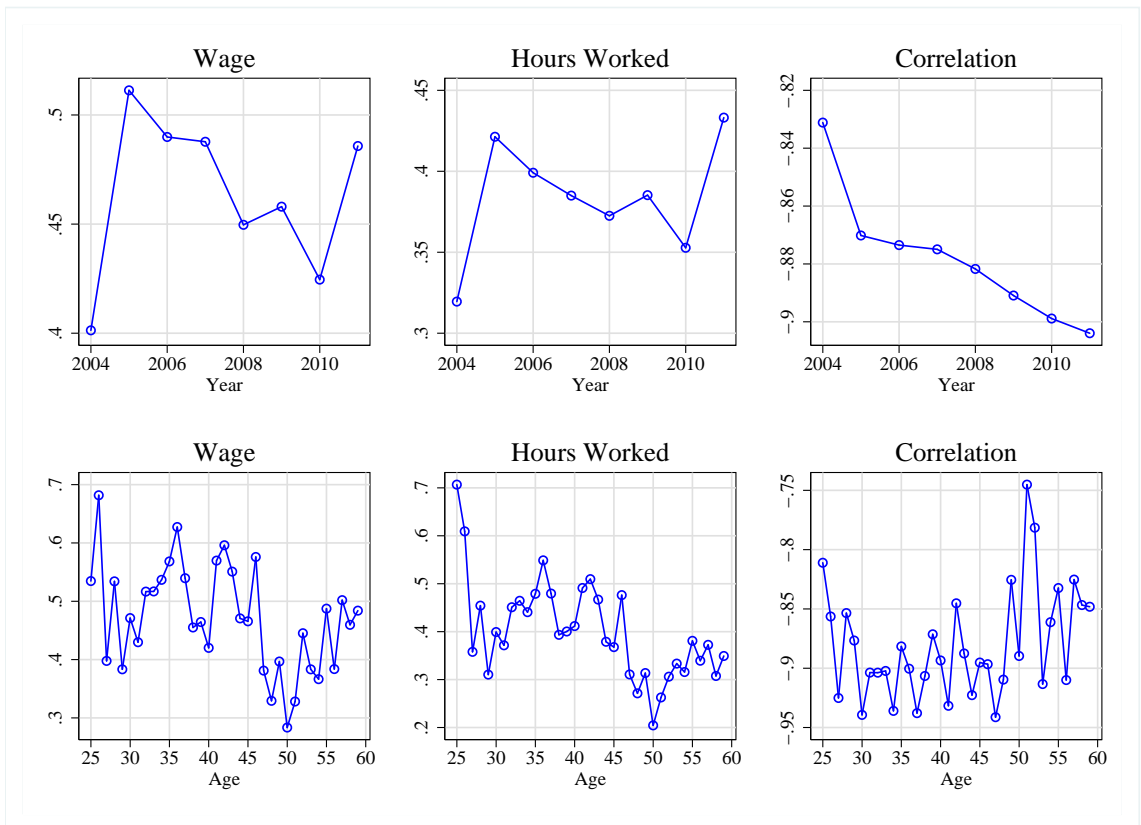 Wage
.5
.45
.4
2004 2006 2008 2010
Year
Hours Worked
.45
.4
.35
.3
2004 2006 2008 2010
Year
Correlation
-.82
-.84
-.86
-.88
-.9
2004 2006 2008 2010
Year
Wage
.7
.6
.5
.4
.3
25 30 35 40 45 50 55 60
Age
Hours Worked
.7
.6
.5
.4
.3
.2
25 30 35 40 45 50 55 60
Age
Correlation
-.75
-.8
-.85
-.9
-.95
25 30 35 40 45 50 55 60
Age